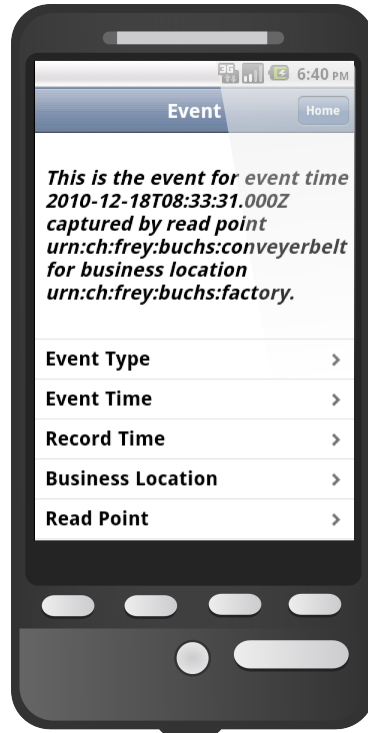 3G 6:40 PM
Event Home
This is the event for event time
2010-12-18T08:33:31.000Z
captured by read point
urn:ch:frey:buchs:conveyerbelt
for business location
urn:ch:frey:buchs:factory.
Event Type
Event Time
Record Time
Business Location
Read Point